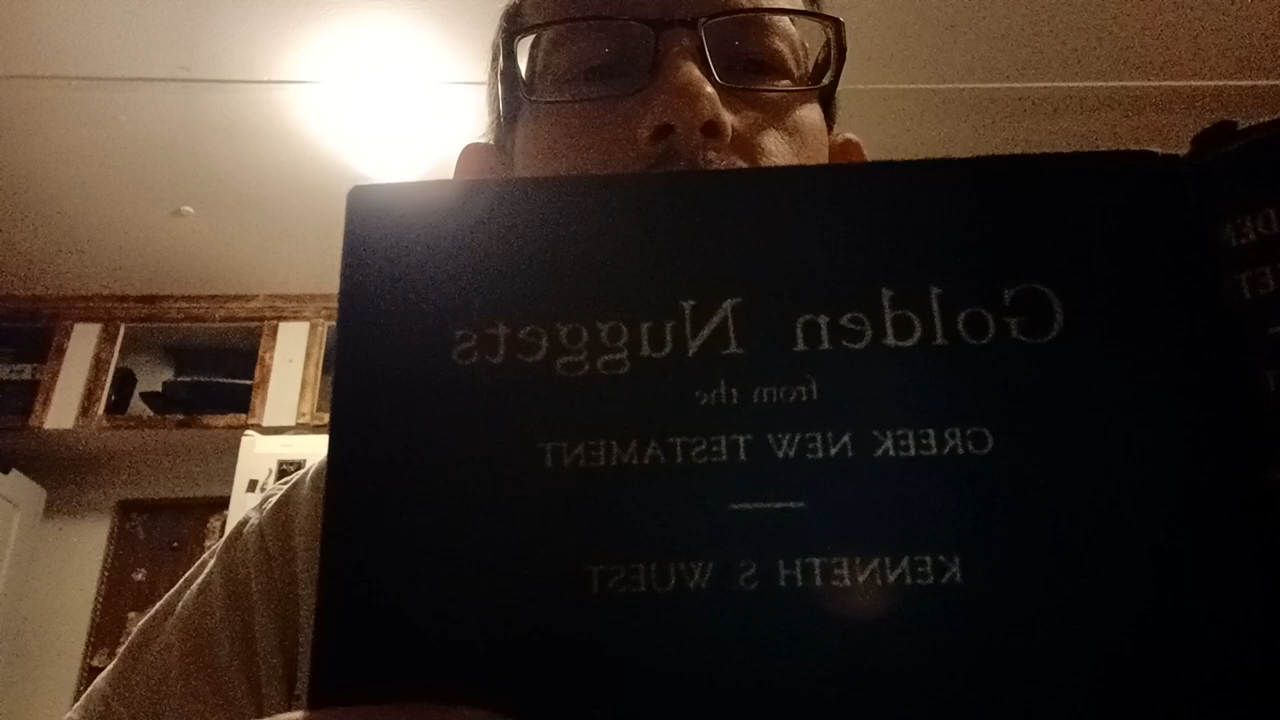 Golden Nuggets
from the
GREEK NEW TESTAMENT
KENNETH S. WUEST